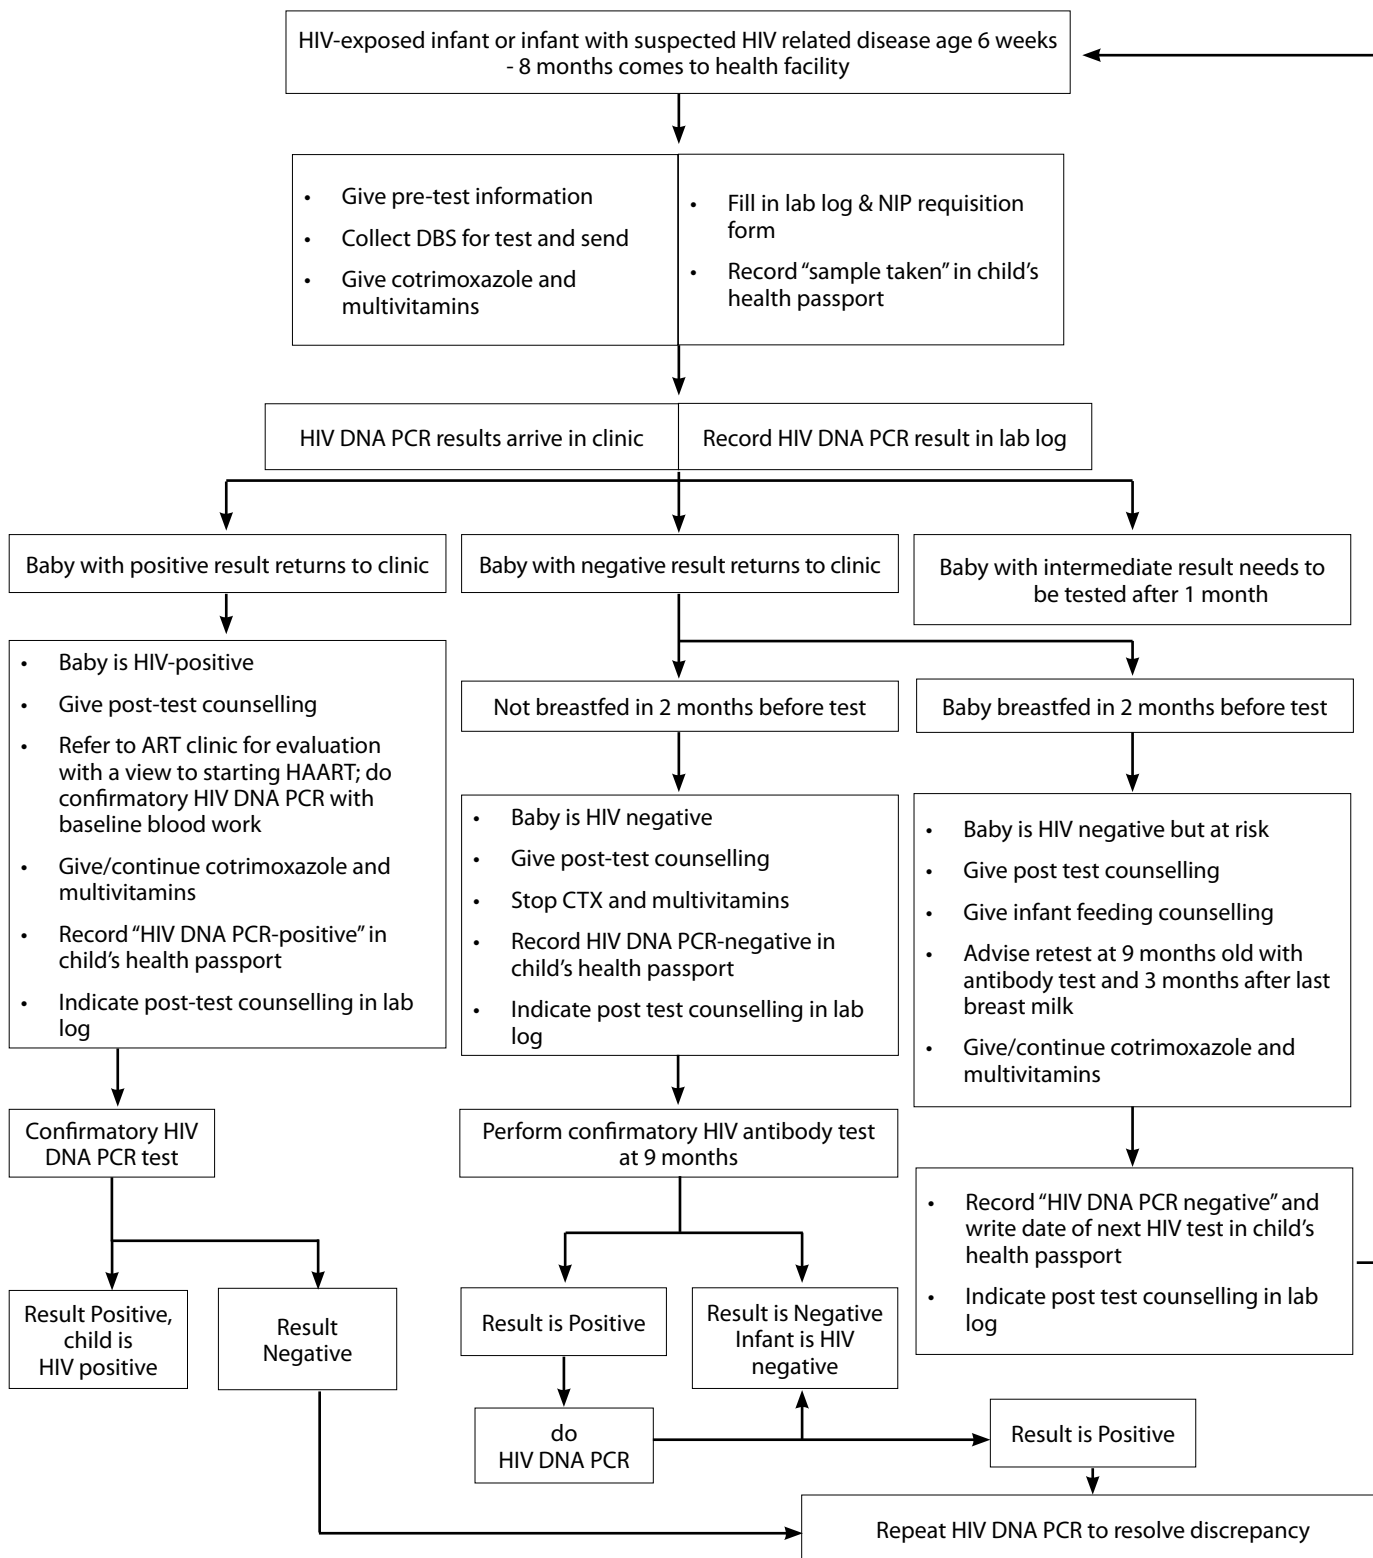 HIV-exposed infant or infant with suspected HIV related disease age 6 weeks
- 8 months comes to health facility
• Give pre-test information
• Collect DBS for test and send
• Give cotrimoxazole and
multivitamins
• Fill in lab log & NIP requisition
form
• Record “sample taken” in child’s
health passport
HIV DNA PCR results arrive in clinic
Record HIV DNA PCR result in lab log
Baby with positive result returns to clinic
Baby with negative result returns to clinic
Baby with intermediate result needs to
be tested after 1 month
• Baby is HIV-positive
• Give post-test counselling
• Refer to ART clinic for evaluation
with a view to starting HAART; do
confirmatory HIV DNA PCR with
baseline blood work
• Give/continue cotrimoxazole and
multivitamins
• Record “HIV DNA PCR-positive” in
child’s health passport
• Indicate post-test counselling in lab
log
Not breastfed in 2 months before test
Baby breastfed in 2 months before test
• Baby is HIV negative
• Give post-test counselling
• Stop CTX and multivitamins
• Record HIV DNA PCR-negative in
child’s health passport
• Indicate post test counselling in lab
log
• Baby is HIV negative but at risk
• Give post test counselling
• Give infant feeding counselling
• Advise retest at 9 months old with
antibody test and 3 months after last
breast milk
• Give/continue cotrimoxazole and
multivitamins
Confirmatory HIV
DNA PCR test
Perform confirmatory HIV antibody test
at 9 months
• Record “HIV DNA PCR negative” and
write date of next HIV test in child’s
health passport
• Indicate post test counselling in lab
log
Result Positive,
child is
HIV positive
Result
Negative
Result is Positive
Result is Negative
Infant is HIV
negative
do
HIV DNA PCR
Result is Positive
Repeat HIV DNA PCR to resolve discrepancy